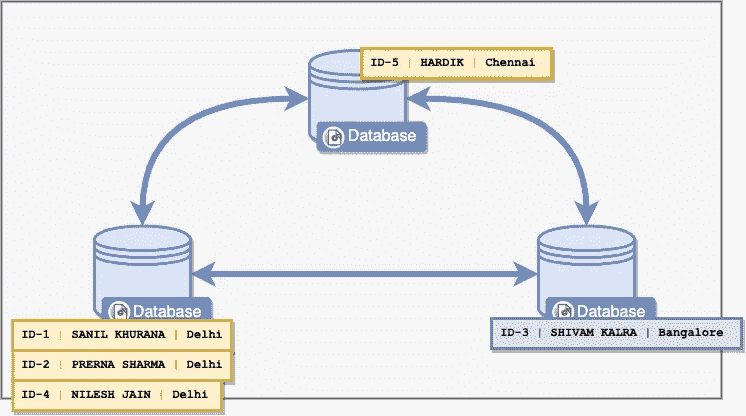 ID-5 | HARDIK | Chennai
Database
Database
Database
ID-1 | SANIL KHURANA | Delhi
ID-3 | SHIVAM KALRA | Bangalore
ID-2 | PRERNA SHARMA | Delhi
ID-4 | NILESH JAIN | Delhi